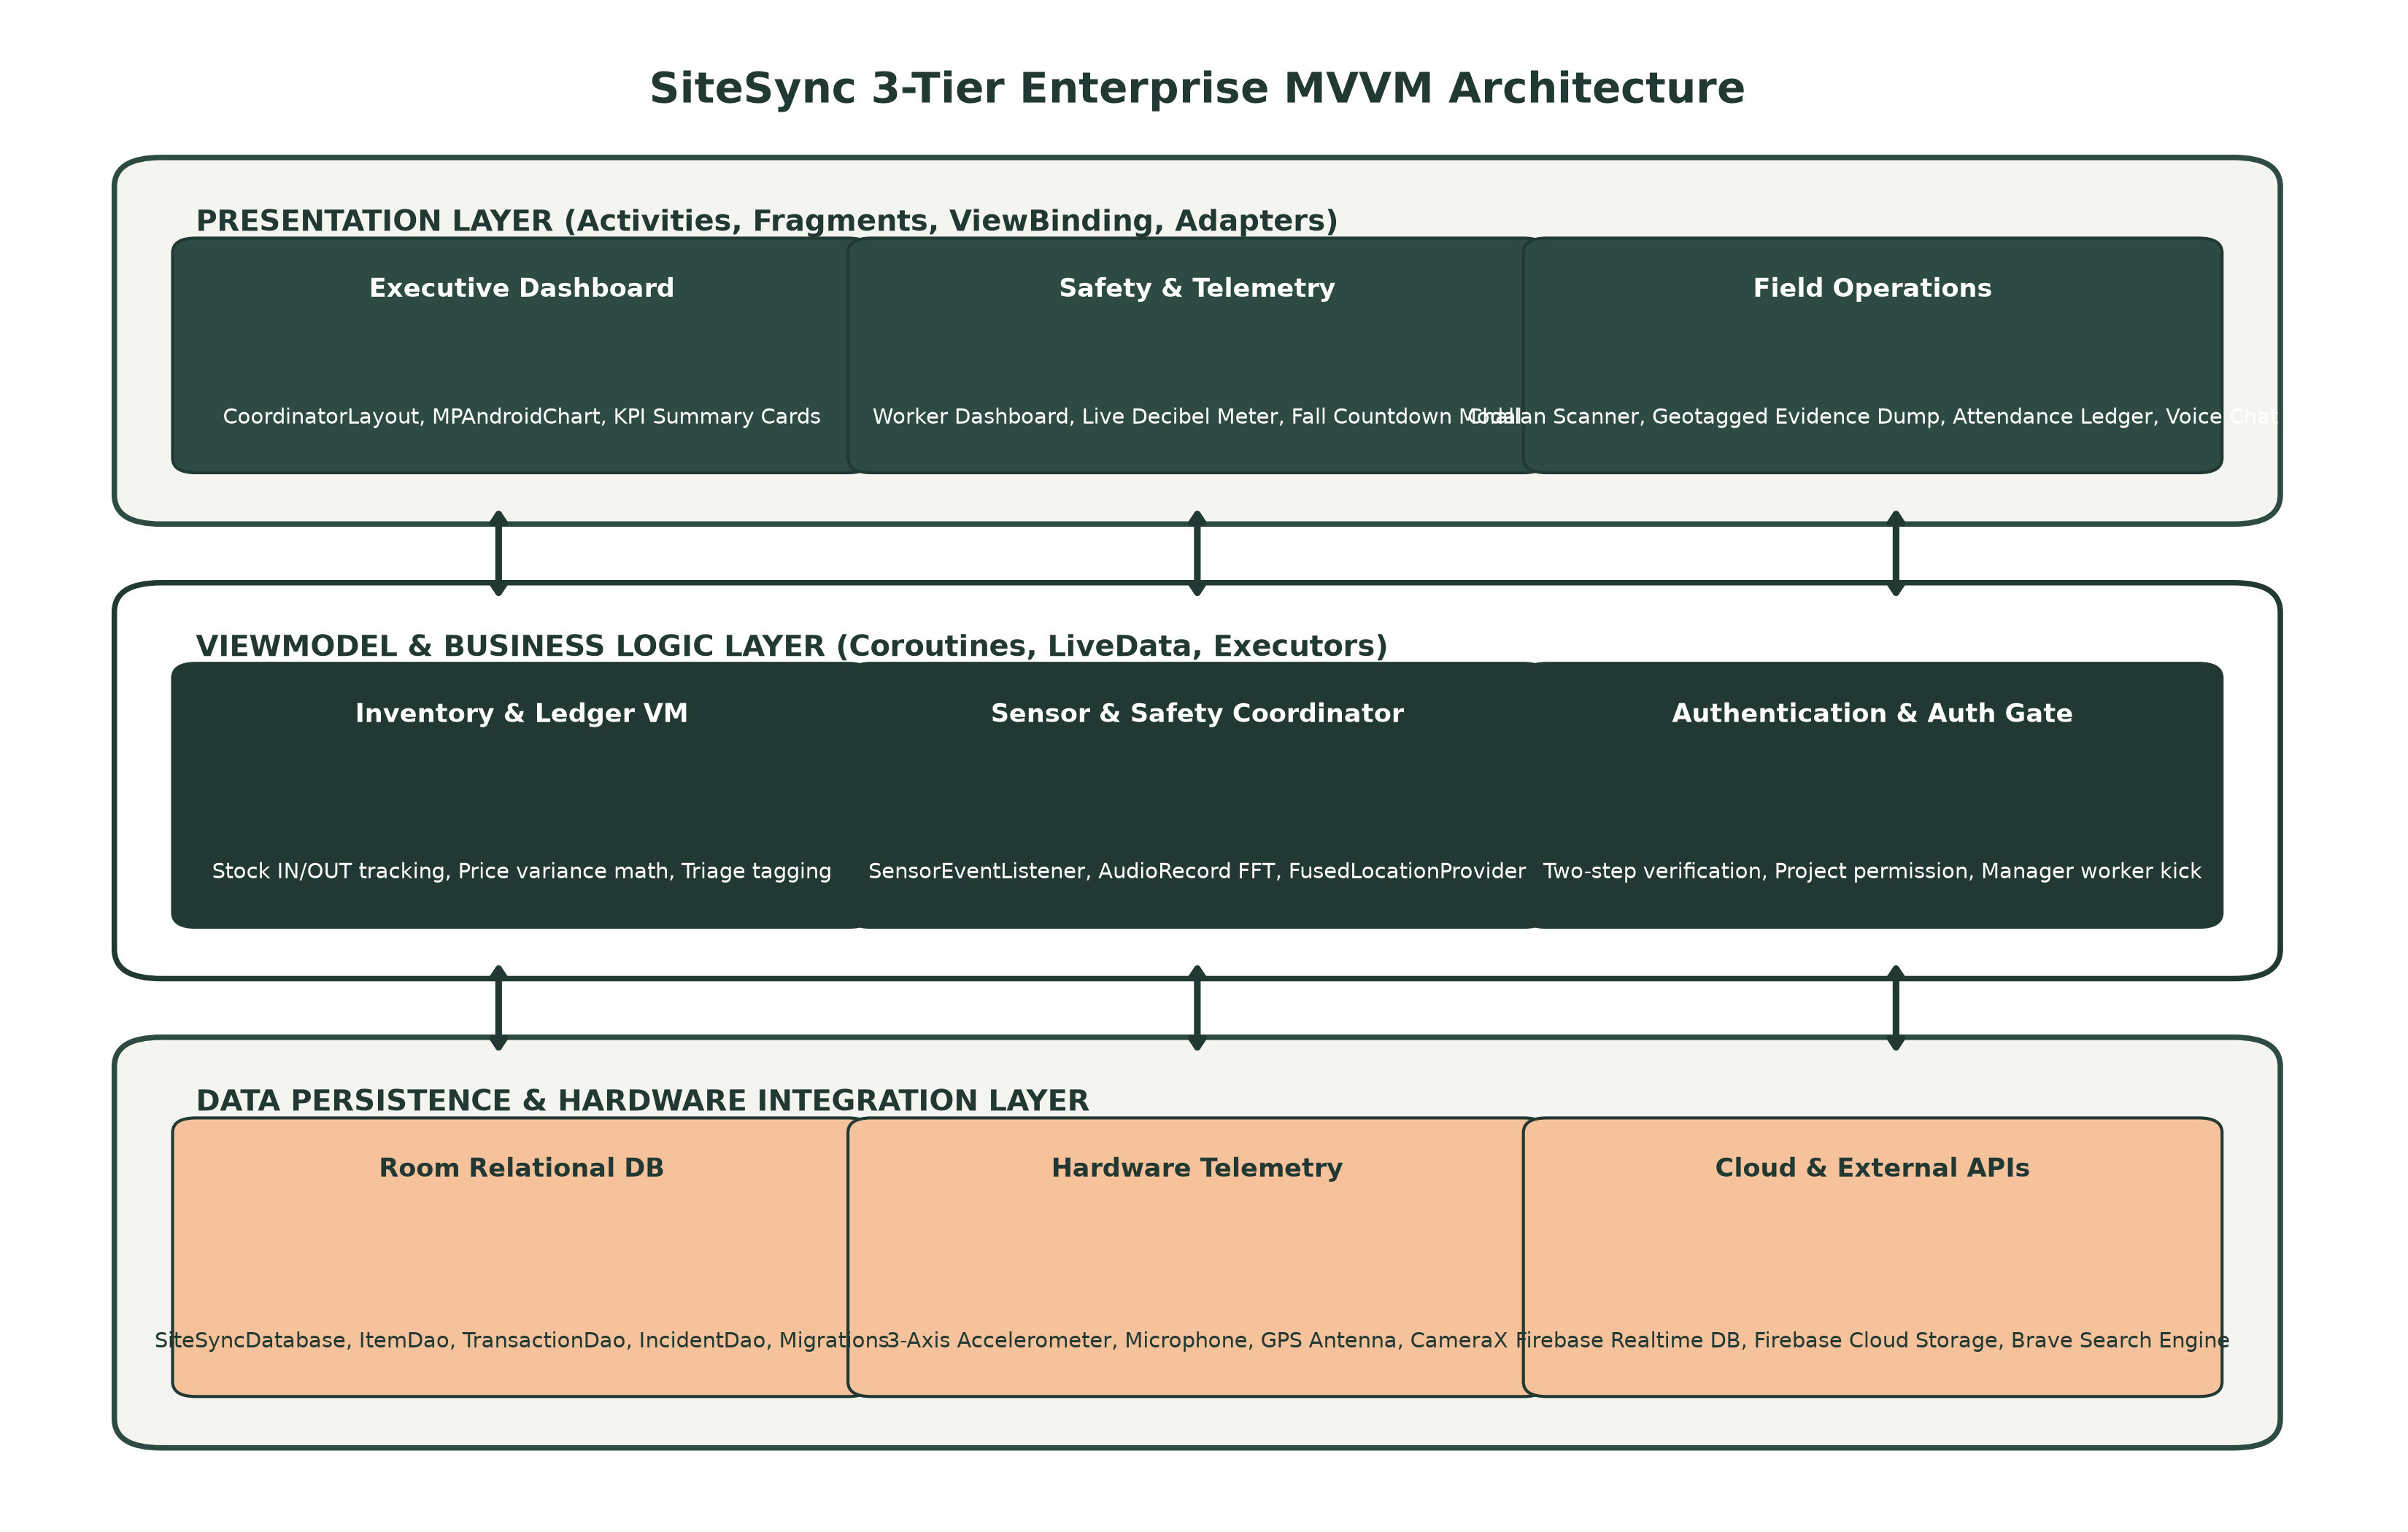 SiteSync 3-Tier Enterprise MVVM Architecture
PRESENTATION LAYER (Activities, Fragments, ViewBinding, Adapters)
Executive Dashboard
Safety & Telemetry
Field Operations
CoordinatorLayout, MPAndroidChart, KPI Summary Cards
Worker Dashboard, Live Decibel Meter, Fall Countdown Modal
Challan Scanner, Geotagged Evidence Dump, Attendance Ledger, Voice Chat
VIEWMODEL & BUSINESS LOGIC LAYER (Coroutines, LiveData, Executors)
Inventory & Ledger VM
Sensor & Safety Coordinator
Authentication & Auth Gate
Stock IN/OUT tracking, Price variance math, Triage tagging
SensorEventListener, AudioRecord FFT, FusedLocationProvider
Two-step verification, Project permission, Manager worker kick
DATA PERSISTENCE & HARDWARE INTEGRATION LAYER
Room Relational DB
Hardware Telemetry
Cloud & External APIs
SiteSyncDatabase, ItemDao, TransactionDao, IncidentDao, Migrations
3-Axis Accelerometer, Microphone, GPS Antenna, CameraX
Firebase Realtime DB, Firebase Cloud Storage, Brave Search Engine